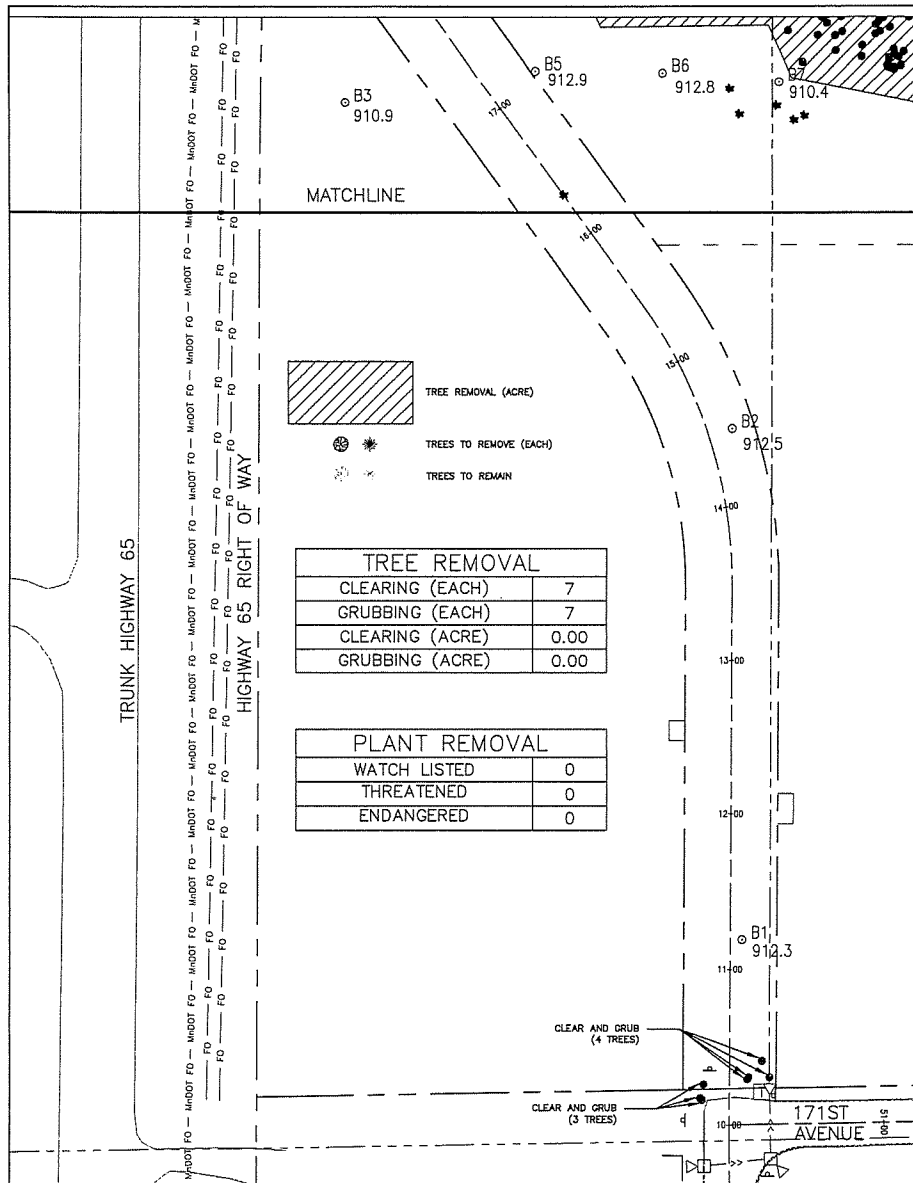 B3
910.9
B5
912.9
B6
912.8
B7
910.4
17+00
MATCHLINE
16+00
15+00
TREE REMOVAL (ACRE)
TREES TO REMOVE (EACH)
TREES TO REMAIN
B2
912.5
14+00
TRUNK HIGHWAY 65
HIGHWAY 65 RIGHT OF WAY
MnDOT FO
FO
TREE REMOVAL
CLEARING (EACH) 7
GRUBBING (EACH) 7
CLEARING (ACRE) 0.00
GRUBBING (ACRE) 0.00
13+00
PLANT REMOVAL
WATCH LISTED 0
THREATENED 0
ENDANGERED 0
12+00
B1
912.3
11+00
CLEAR AND GRUB
(4 TREES)
CLEAR AND GRUB
(3 TREES)
10+00
171ST
AVENUE
51+00